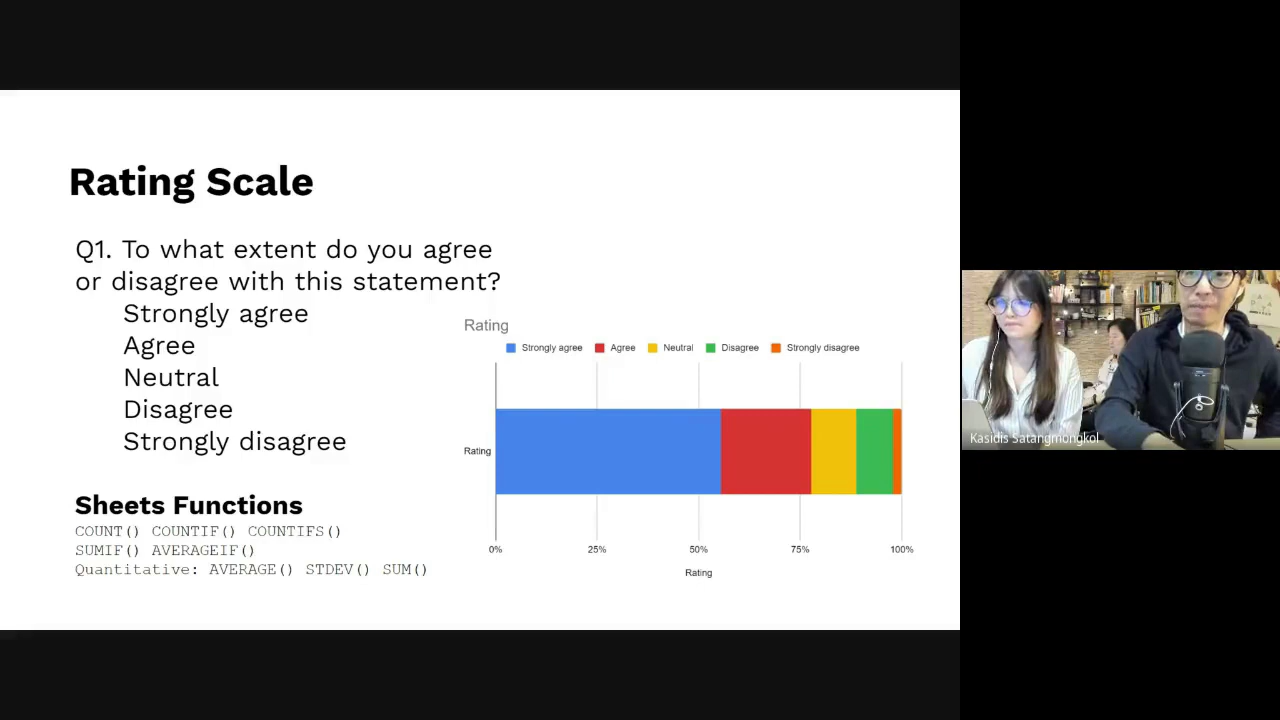 Rating Scale
Q1. To what extent do you agree
or disagree with this statement?
Strongly agree
Agree
Neutral
Disagree
Strongly disagree
Sheets Functions
COUNT() COUNTIF() COUNTIFS()
SUMIF() AVERAGEIF()
Quantitative: AVERAGE() STDEV() SUM()
Rating
Strongly agree Agree Neutral Disagree Strongly disagree
Rating
0% 25% 50% 75% 100%
Rating
Kasidis Satangmongkol